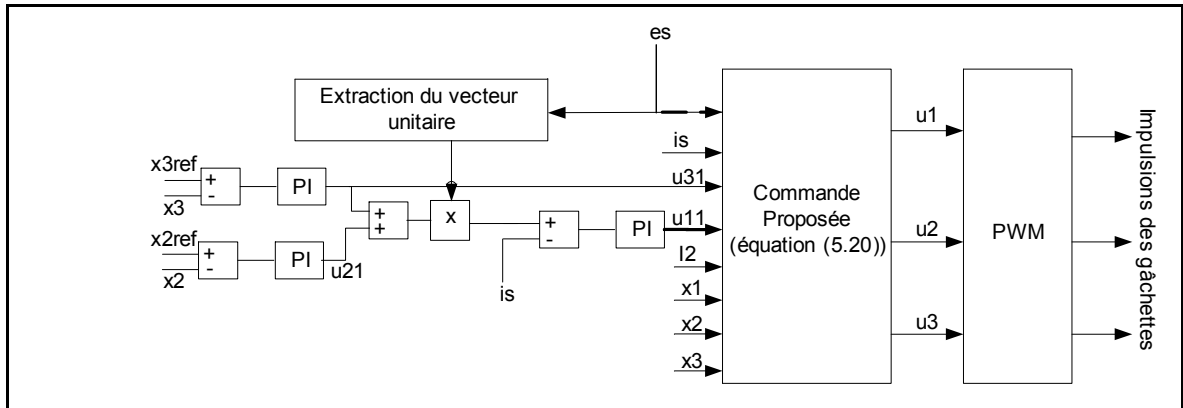 es
Extraction du vecteur
unitaire
is
x3ref
+
-
x3
PI
u31
x2ref
+
-
x2
PI
u21
+
+
x
+
-
is
PI
u11
I2
x1
x2
x3
Commande
Proposée
(équation (5.20))
u1
u2
u3
PWM
Impulsions des gâchettes